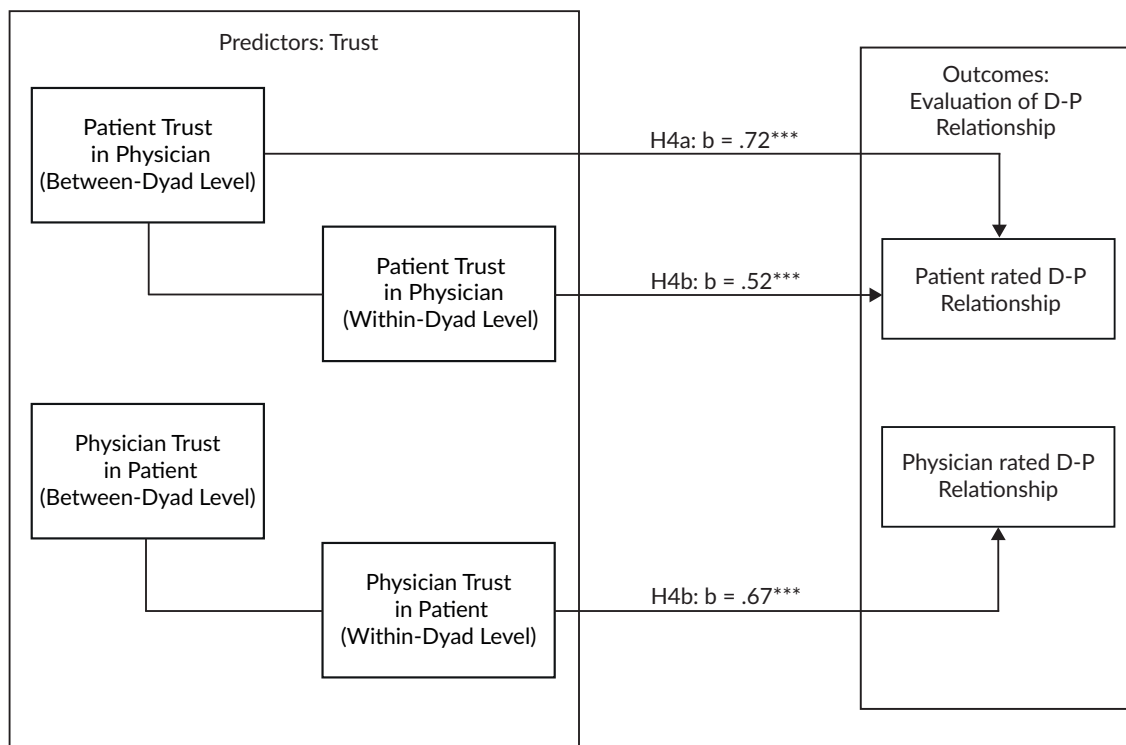 Predictors: Trust
Patient Trust
in Physician
(Between-Dyad Level)
Patient Trust
in Physician
(Within-Dyad Level)
Physician Trust
in Patient
(Between-Dyad Level)
Physician Trust
in Patient
(Within-Dyad Level)
H4a: b = .72***
H4b: b = .52***
H4b: b = .67***
Outcomes:
Evaluation of D-P
Relationship
Patient rated D-P
Relationship
Physician rated D-P
Relationship